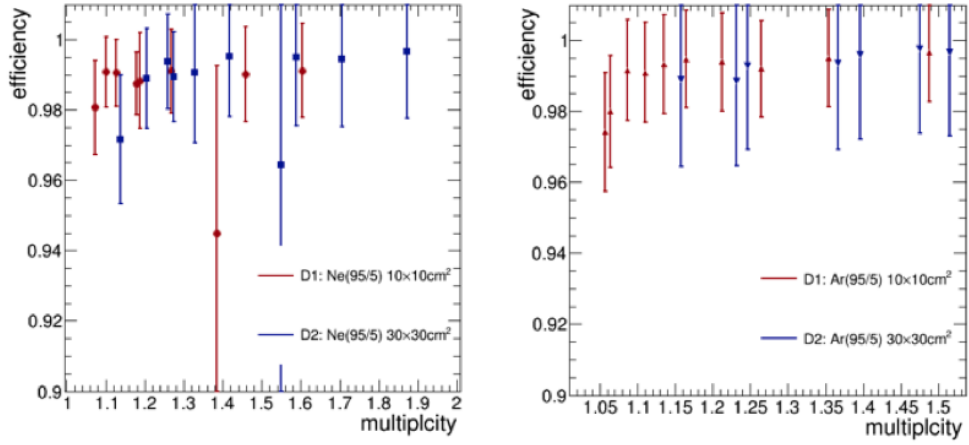 efficiency
1
0.98
0.96
0.94
0.92
0.9
D1: Ne(95/5) 10×10cm²
D2: Ne(95/5) 30×30cm²
1 1.1 1.2 1.3 1.4 1.5 1.6 1.7 1.8 1.9 2
multiplcity
efficiency
1
0.98
0.96
0.94
0.92
0.9
D1: Ar(95/5) 10×10cm²
D2: Ar(95/5) 30×30cm²
1.05 1.1 1.15 1.2 1.25 1.3 1.35 1.4 1.45 1.5
multiplcity